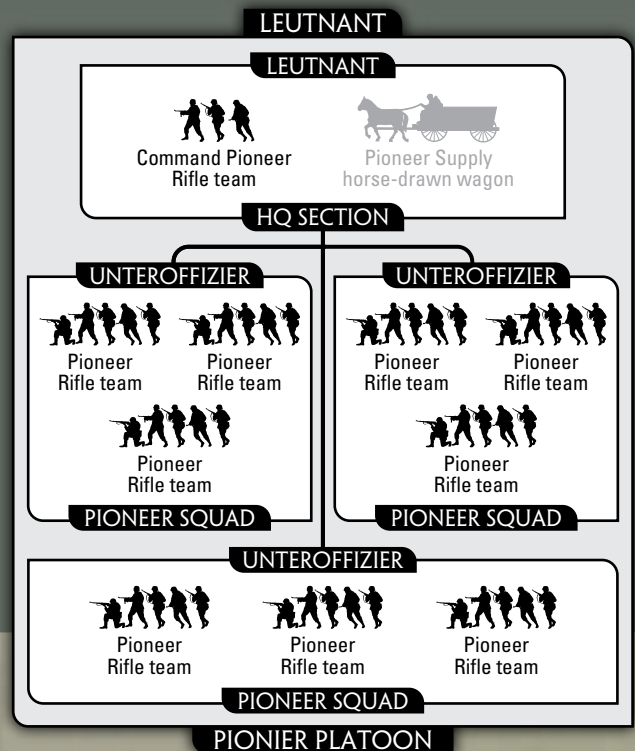 LEUTNANT
LEUTNANT
Command Pioneer
Rifle team
Pioneer Supply
horse-drawn wagon
HQ SECTION
UNTEROFFIZIER
Pioneer
Rifle team
Pioneer
Rifle team
Pioneer
Rifle team
PIONEER SQUAD
UNTEROFFIZIER
Pioneer
Rifle team
Pioneer
Rifle team
Pioneer
Rifle team
PIONEER SQUAD
UNTEROFFIZIER
Pioneer
Rifle team
Pioneer
Rifle team
Pioneer
Rifle team
PIONEER SQUAD
PIONIER PLATOON